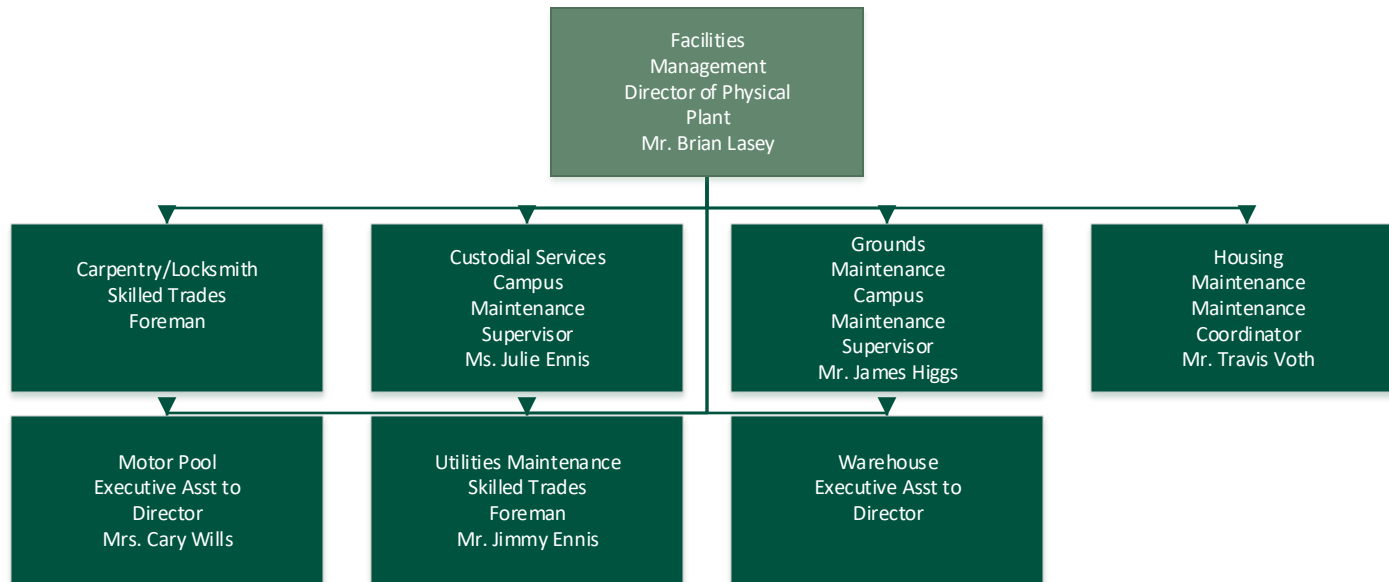 Facilities
Management
Director of Physical
Plant
Mr. Brian Lasey
Carpentry/Locksmith
Skilled Trades
Foreman
Custodial Services
Campus
Maintenance
Supervisor
Ms. Julie Ennis
Grounds
Maintenance
Campus
Maintenance
Supervisor
Mr. James Higgs
Housing
Maintenance
Maintenance
Coordinator
Mr. Travis Voth
Motor Pool
Executive Asst to
Director
Mrs. Cary Wills
Utilities Maintenance
Skilled Trades
Foreman
Mr. Jimmy Ennis
Warehouse
Executive Asst to
Director